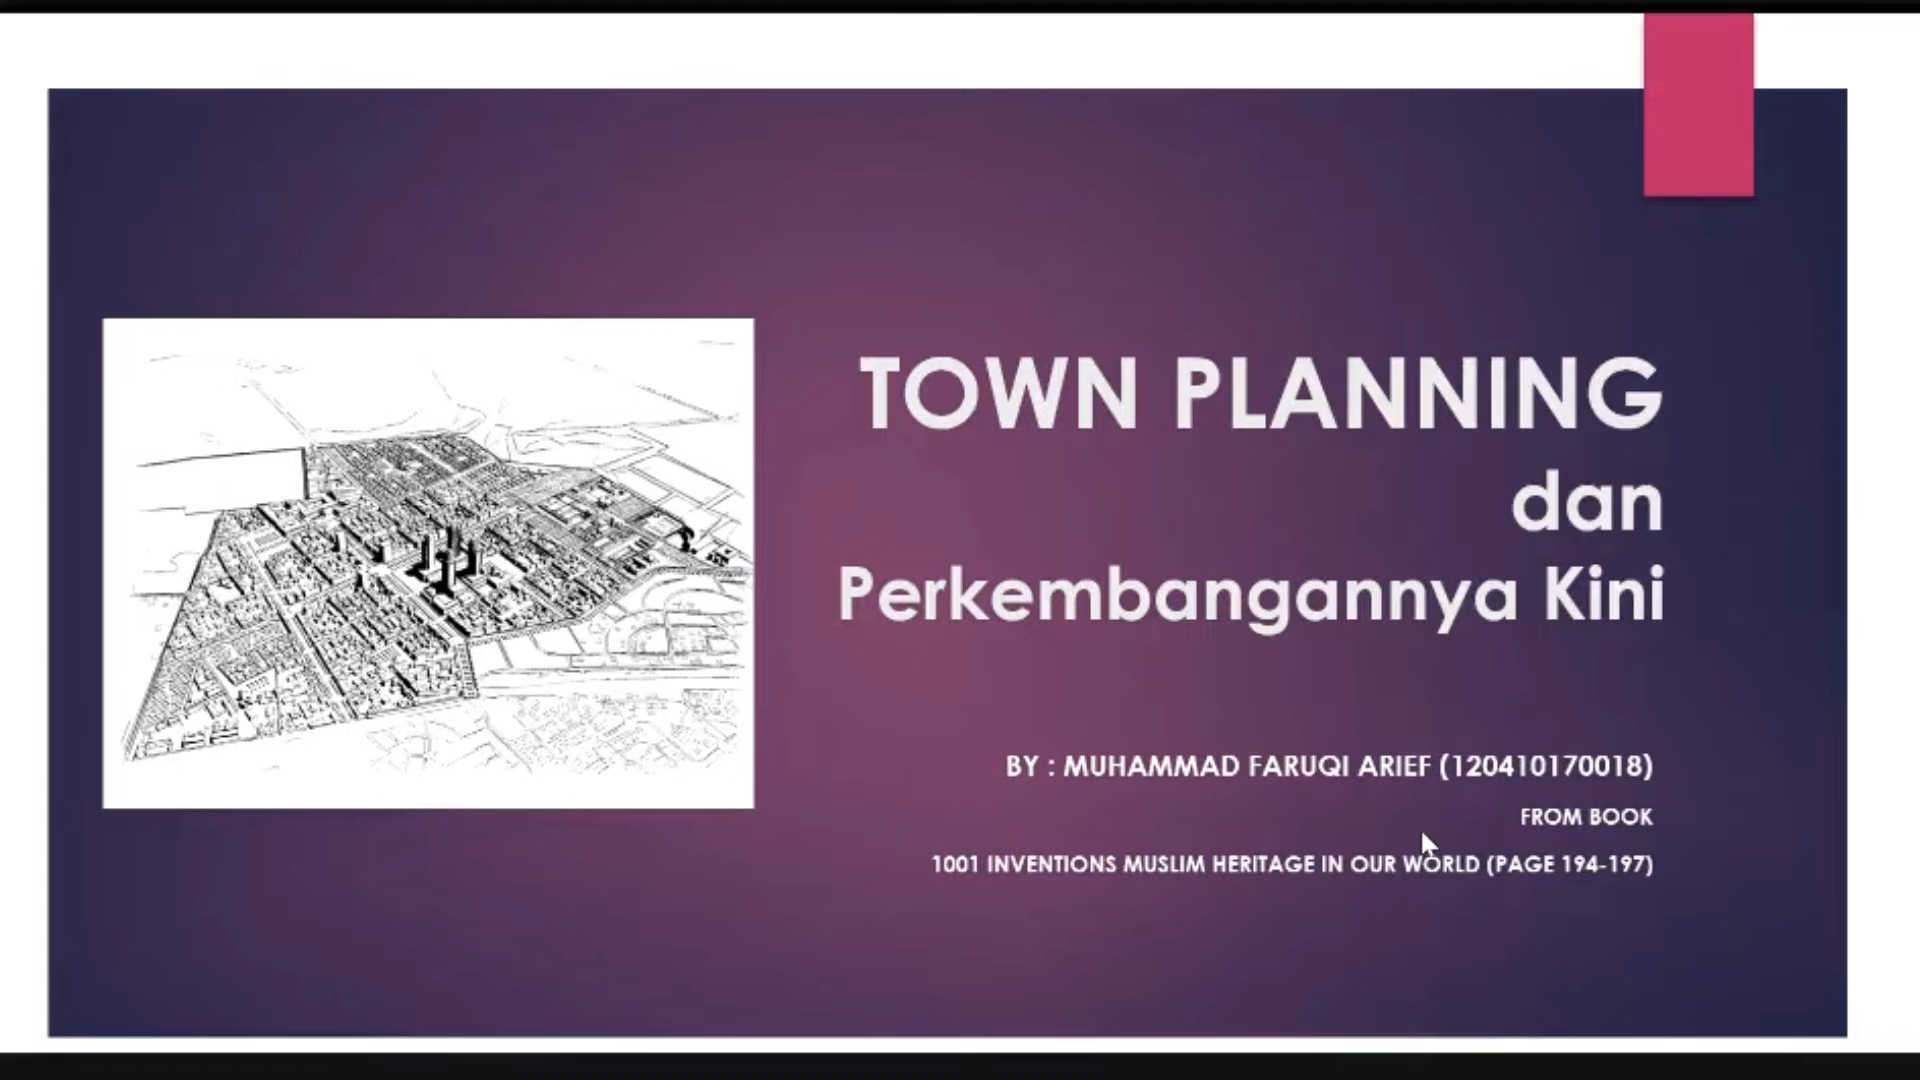 TOWN PLANNING
dan
Perkembangannya Kini
BY : MUHAMMAD FARUQI ARIEF (120410170018)
FROM BOOK
1001 INVENTIONS MUSLIM HERITAGE IN OUR WORLD (PAGE 194-197)